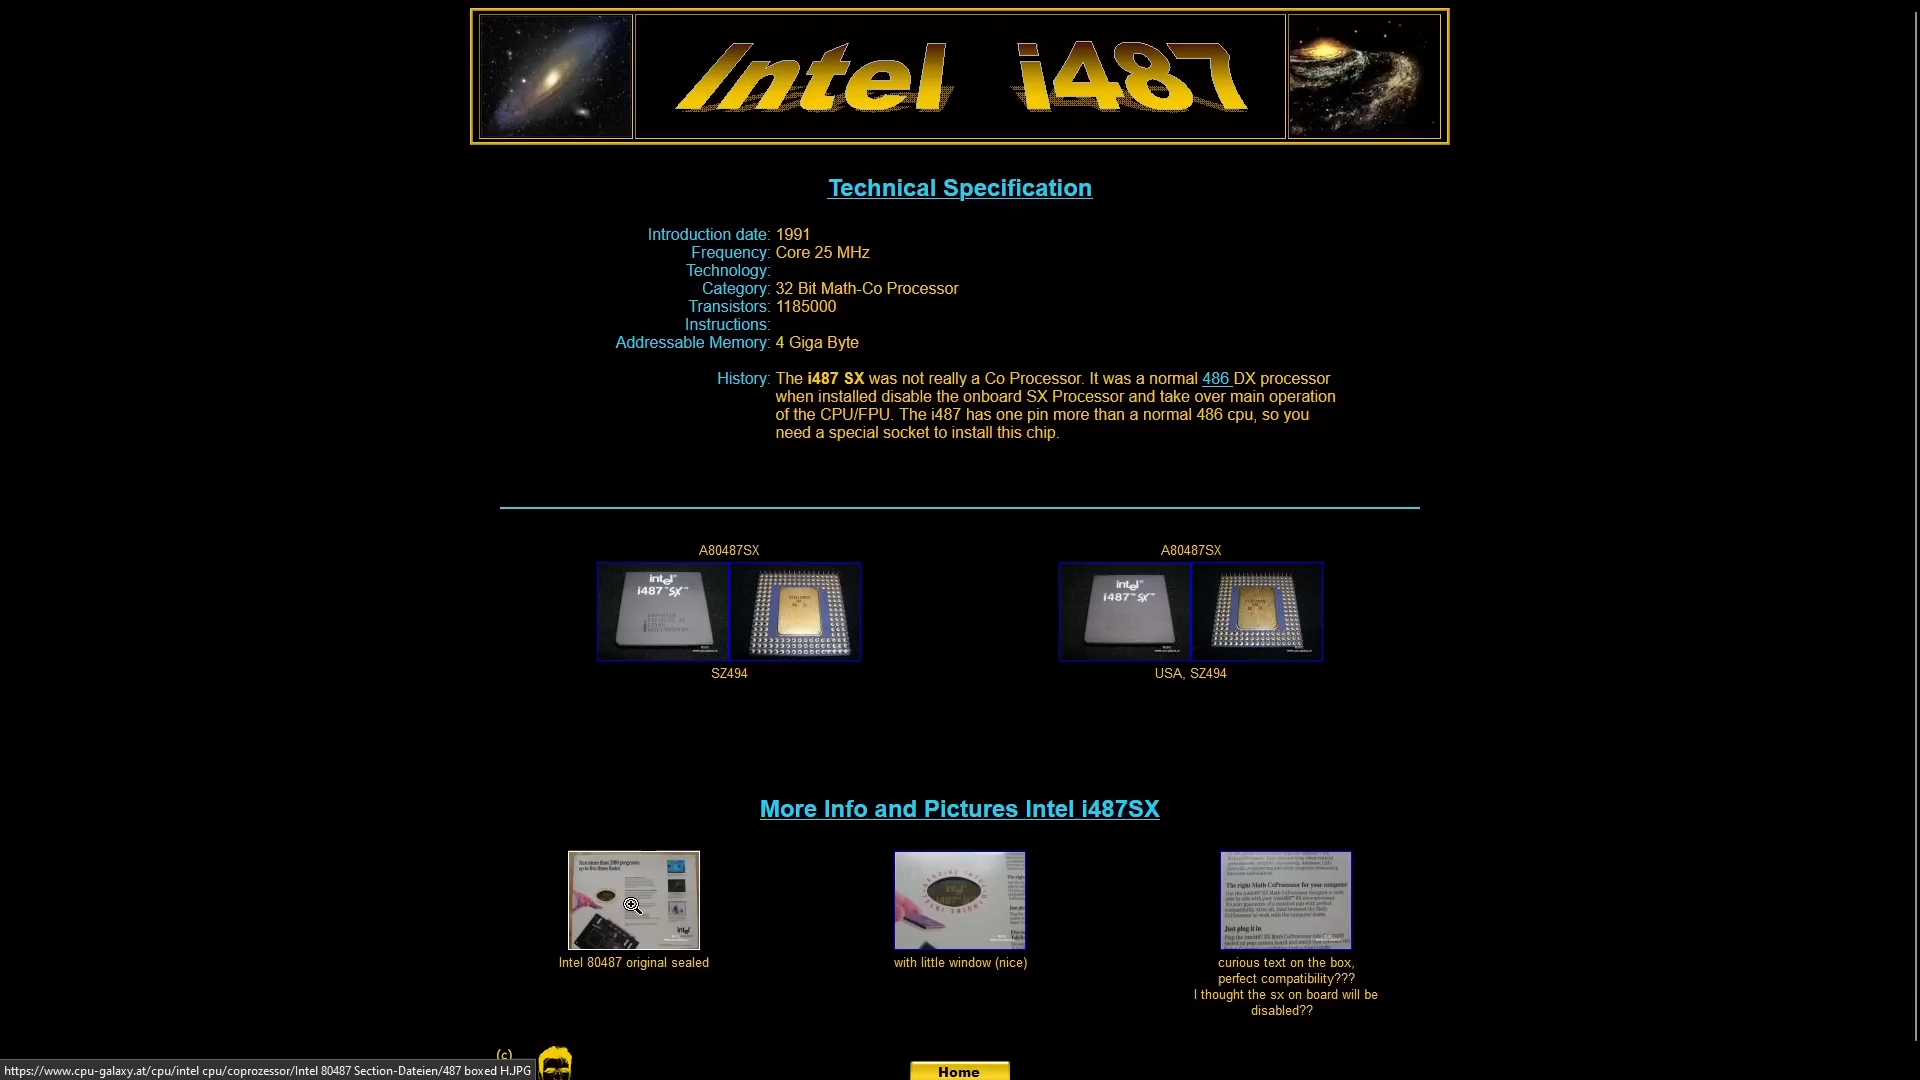 Intel i487
Technical Specification
Introduction date: 1991
Frequency: Core 25 MHz
Technology:
Category: 32 Bit Math-Co Processor
Transistors: 1185000
Instructions:
Addressable Memory: 4 Giga Byte
History: The i487 SX was not really a Co Processor. It was a normal 486 DX processor
when installed disable the onboard SX Processor and take over main operation
of the CPU/FPU. The i487 has one pin more than a normal 486 cpu, so you
need a special socket to install this chip.
A80487SX
A80487SX
intel
i487 SX
intel
i487 SX
SZ494
USA, SZ494
More Info and Pictures Intel i487SX
intel
The right Math CoProcessor for your computer
Just plug it in
Intel 80487 original sealed
with little window (nice)
curious text on the box,
perfect compatibility???
I thought the sx on board will be
disabled??
(c)
Home
https://www.cpu-galaxy.at/cpu/intel cpu/coprozessor/Intel 80487 Section-Dateien/487 boxed H.JPG